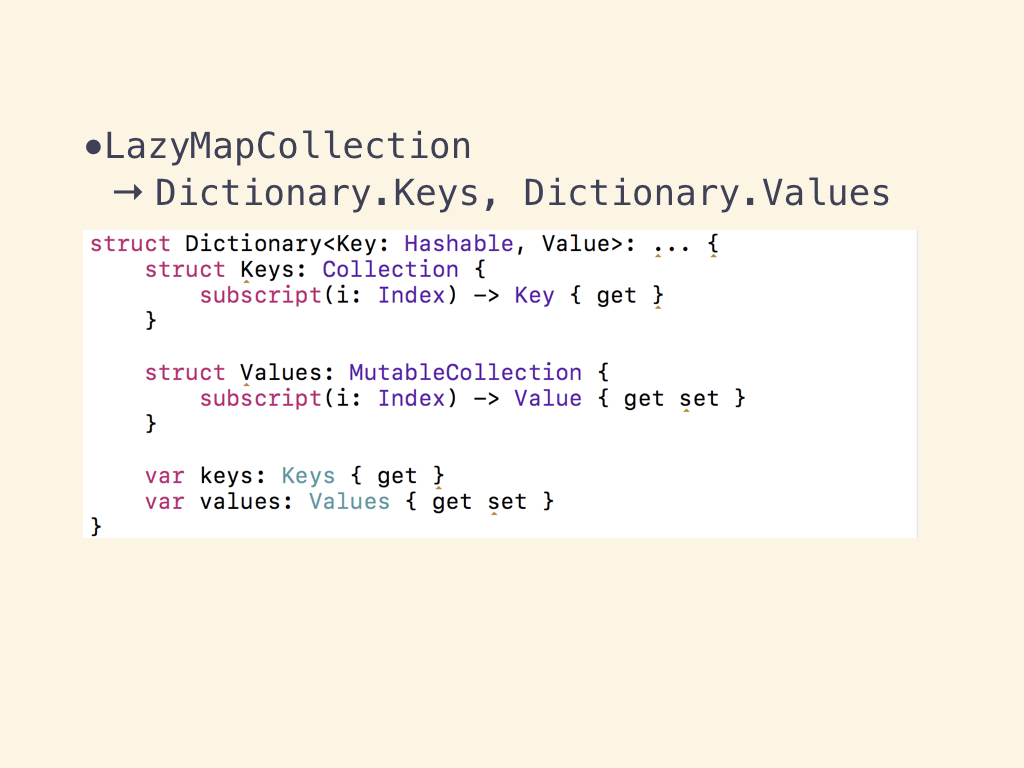 •LazyMapCollection
→ Dictionary.Keys, Dictionary.Values
struct Dictionary<Key: Hashable, Value>: ... {
    struct Keys: Collection {
        subscript(i: Index) -> Key { get }
    }

    struct Values: MutableCollection {
        subscript(i: Index) -> Value { get set }
    }

    var keys: Keys { get }
    var values: Values { get set }
}